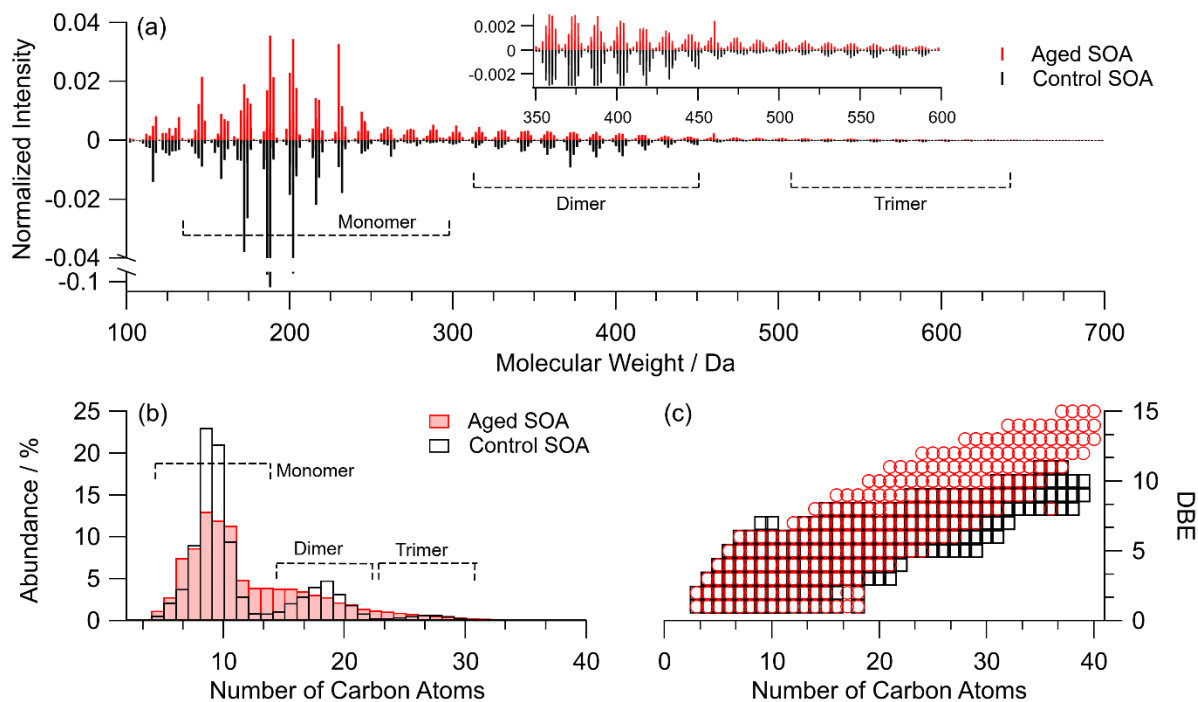 (a)
Normalized Intensity
0.04
0.02
0
-0.02
-0.04
-0.1
0.002
0
-0.002
350 400 450 500 550 600
Aged SOA
Control SOA
Monomer
Dimer
Trimer
100 200 300 400 500 600 700
Molecular Weight / Da
(b)
Abundance / %
25
20
15
10
5
0
Aged SOA
Control SOA
Monomer
Dimer
Trimer
10 20 30 40
Number of Carbon Atoms
(c)
15
10
5
0
DBE
10 20 30 40
Number of Carbon Atoms